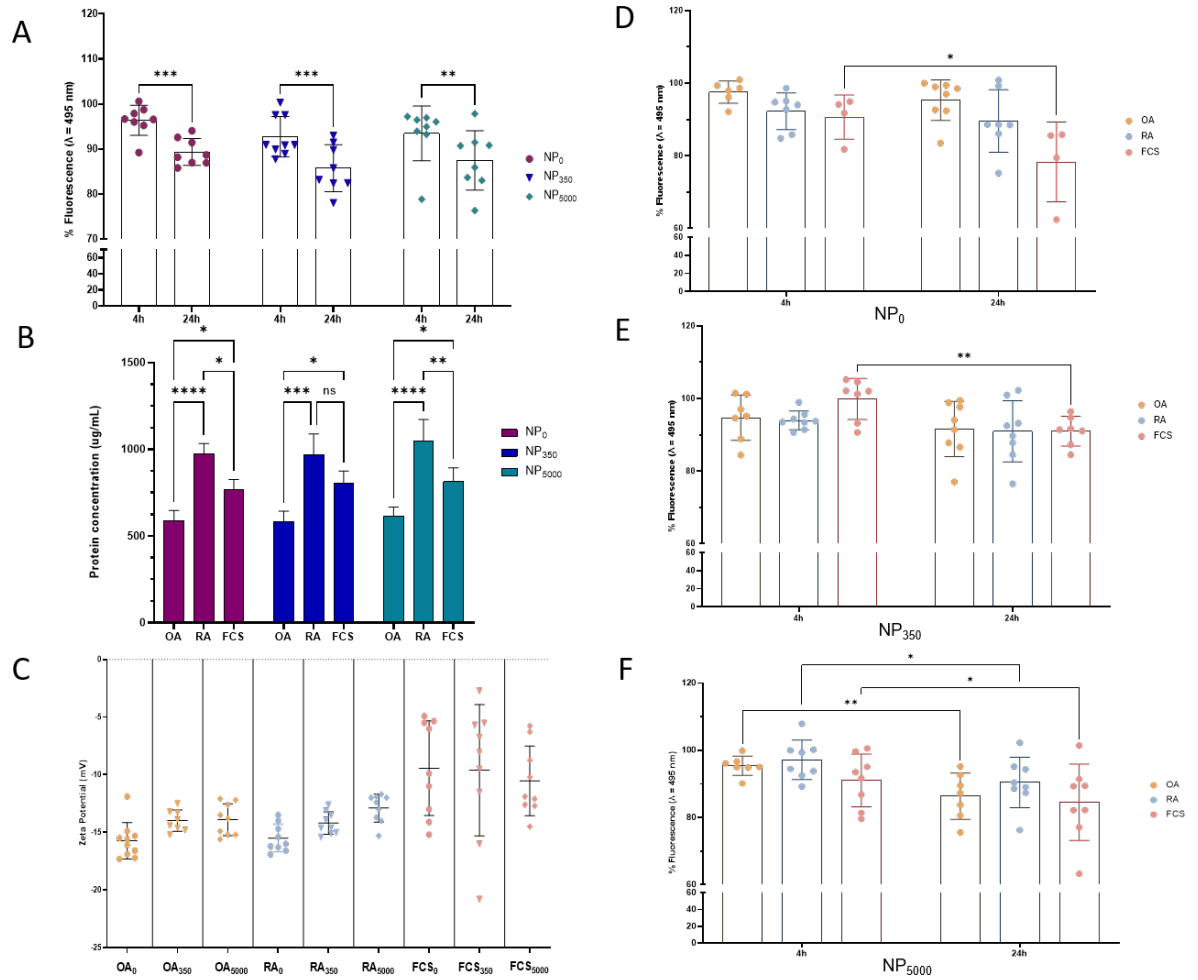 A
120
110
100
90
80
70
80
60
40
20
0
% Fluorescence (λ = 495 nm)
***
***
**
4h
24h
4h
24h
4h
24h
NP₀
NP₃₅₀
NP₅₀₀₀
B
1500
1000
500
0
Protein concentration (ug/mL)
*
*
*
****
*
***
ns
****
**
OA
RA
FCS
OA
RA
FCS
OA
RA
FCS
NP₀
NP₃₅₀
NP₅₀₀₀
C
0
-5
-10
-15
-20
-25
Zeta Potential (mV)
OA₀
OA₃₅₀
OA₅₀₀₀
RA₀
RA₃₅₀
RA₅₀₀₀
FCS₀
FCS₃₅₀
FCS₅₀₀₀
D
120
100
80
60
60
40
20
0
% Fluorescence (λ = 495 nm)
*
OA
RA
FCS
4h
24h
NP₀
E
120
100
80
60
60
40
20
0
% Fluorescence (λ = 495 nm)
**
OA
RA
FCS
4h
24h
NP₃₅₀
F
120
100
80
60
80
60
40
20
0
% Fluorescence (λ = 495 nm)
*
*
**
OA
RA
FCS
4h
24h
NP₅₀₀₀